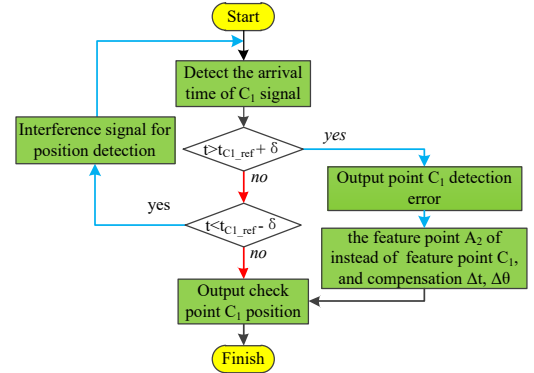 Start
Detect the arrival
time of C₁ signal
Interference signal for
position detection
t>t_C1_ref + δ
yes
no
Output point C₁ detection
error
yes
t<t_C1_ref - δ
no
the feature point A₂ of
instead of feature point C₁,
and compensation Δt, Δθ
Output check
point C₁ position
Finish